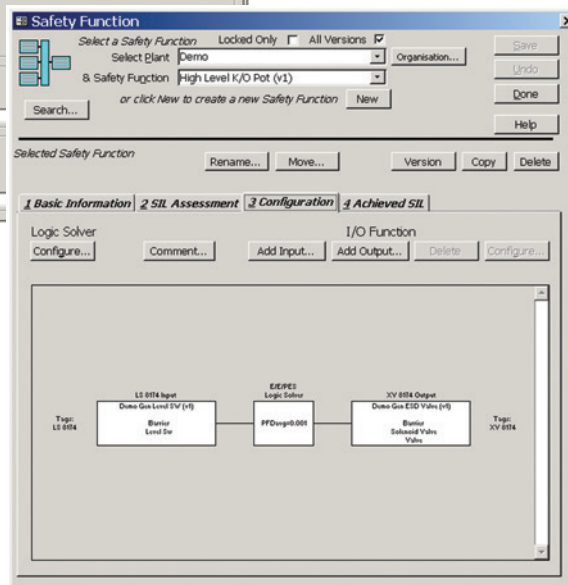 Safety Function
Select a Safety Function Locked Only All Versions
Save
Select Plant Demo Organisation...
Undo
& Safety Function High Level K/O Pot (v1)
Done
or click New to create a new Safety Function New
Search...
Help
Selected Safety Function
Rename... Move... Version Copy Delete
1 Basic Information 2 SIL Assessment 3 Configuration 4 Achieved SIL
Logic Solver I/O Function
Configure... Comment... Add Input... Add Output... Delete Configure...
LS 0174 Input E/E/PES Logic Solver XV 0174 Output
Tags: LS 0174
Demo Gen Level SW (v1)
Barrier
Level Sw
PFDavg=0.001
Demo Gen ESD Valve (v1)
Barrier
Solenoid Valve
Valve
Tags: XV 0174